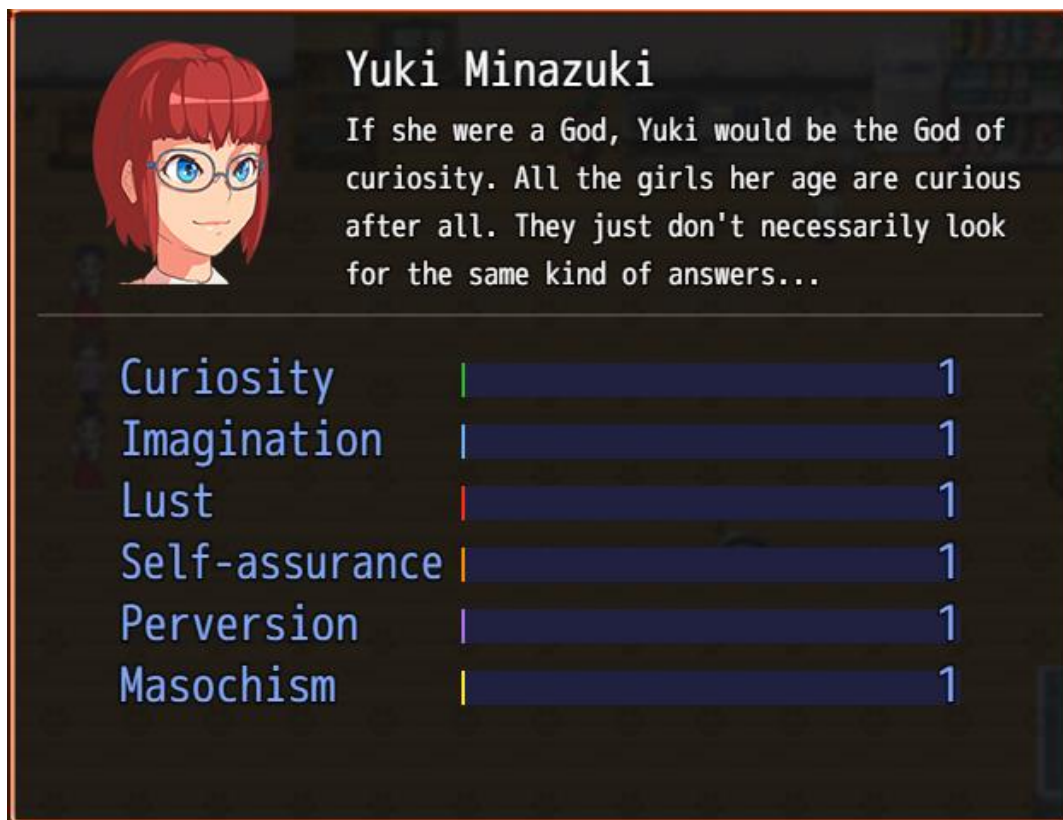 Yuki Minazuki
If she were a God, Yuki would be the God of
curiosity. All the girls her age are curious
after all. They just don't necessarily look
for the same kind of answers...
Curiosity 1
Imagination 1
Lust 1
Self-assurance 1
Perversion 1
Masochism 1